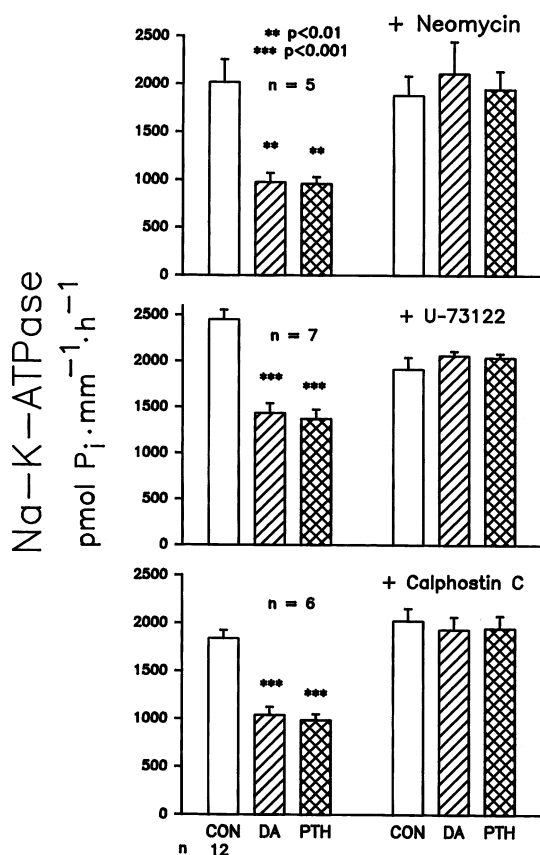 Na-K-ATPase
pmol Pi·mm⁻¹·h⁻¹
2500
2000
1500
1000
500
0
** p<0.01
*** p<0.001
n = 5
+ Neomycin
**
**
2500
2000
1500
1000
500
0
n = 7
+ U-73122
***
***
2500
2000
1500
1000
500
0
n = 6
+ Calphostin C
***
***
CON DA PTH CON DA PTH
n 12